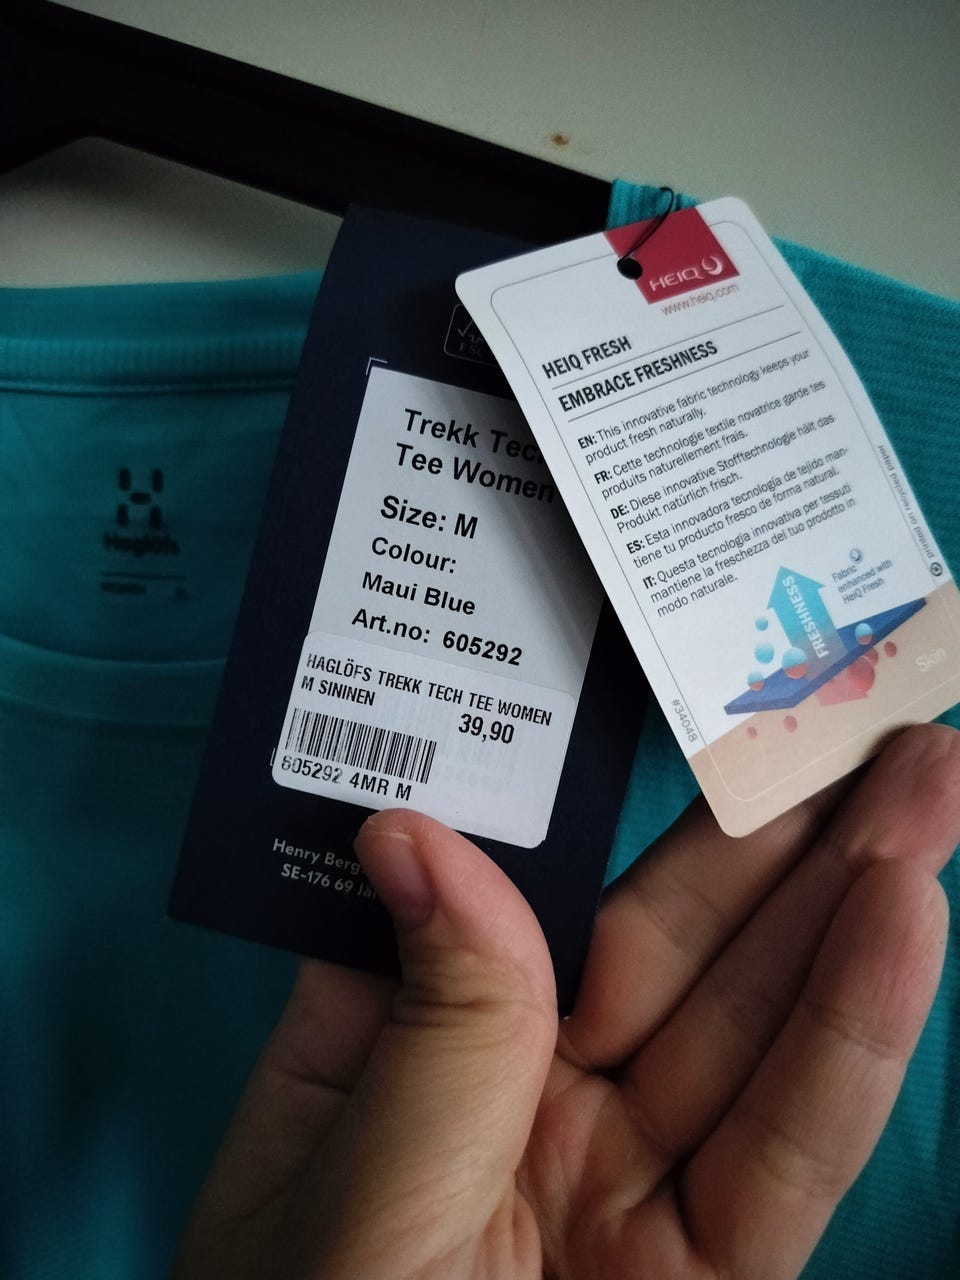 Haglöfs
FSC
Trekk Tech
Tee Women
Size: M
Colour:
Maui Blue
Art.no: 605292
HAGLÖFS TREKK TECH TEE WOMEN
M SININEN
39,90
605292 4MR M
Henry Berg
SE-176 69
HEIQ
www.heiq.com
HEIQ FRESH
EMBRACE FRESHNESS
EN: This innovative fabric technology keeps your
product fresh naturally.
FR: Cette technologie textile novatrice garde tes
produits naturellement frais.
DE: Diese innovative Stofftechnologie hält das
Produkt natürlich frisch.
ES: Esta innovadora tecnología de tejido man-
tiene tu producto fresco de forma natural.
IT: Questa tecnologia innovativa per tessuti
mantiene la freschezza del tuo prodotto in
modo naturale.
FRESHNESS
Fabric
enhanced with
HeiQ Fresh
Skin
#34048
printed on recycled paper